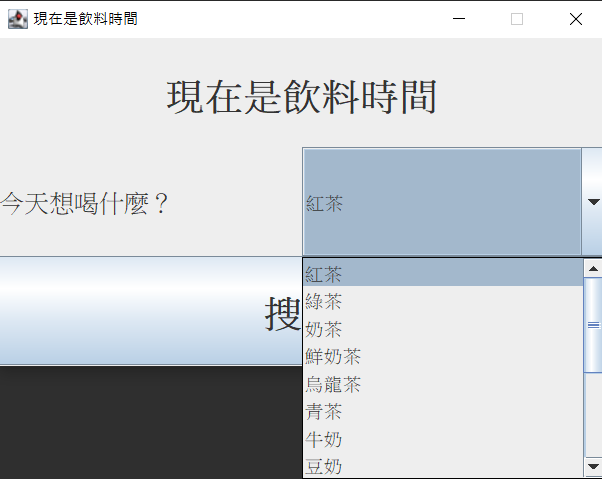 現在是飲料時間
現在是飲料時間
今天想喝什麼？
紅茶
搜
紅茶
綠茶
奶茶
鮮奶茶
烏龍茶
青茶
牛奶
豆奶